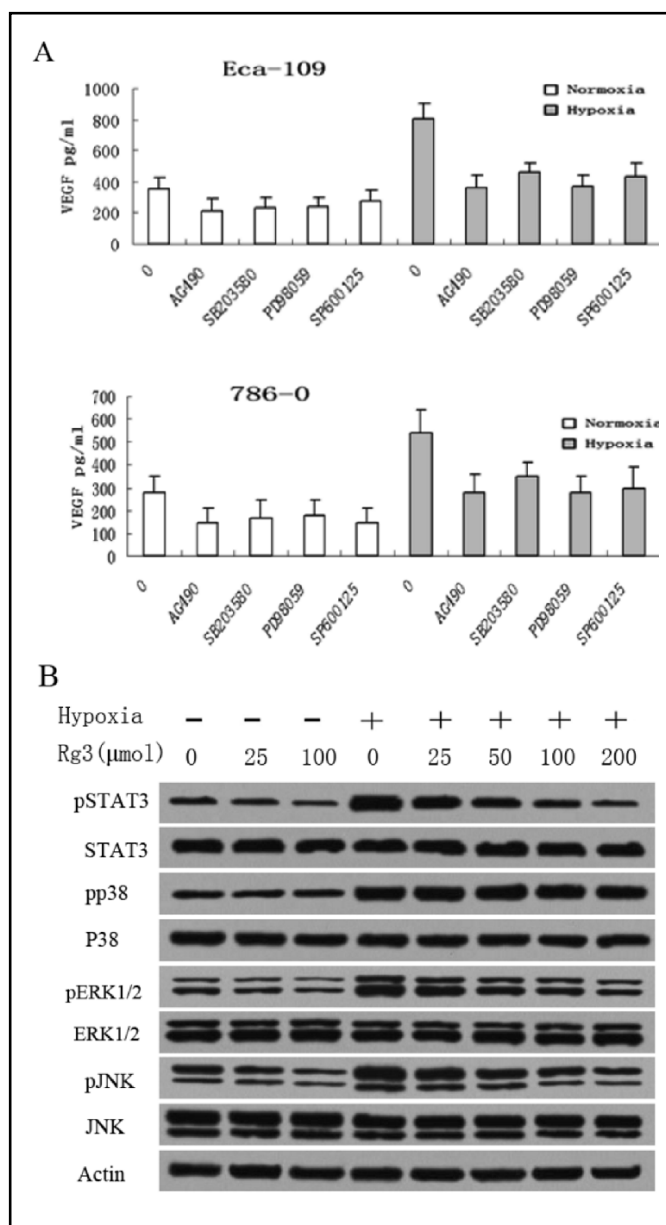 A
Eca-109
Normoxia
Hypoxia
VEGF pg/ml
1000
800
600
400
200
0
0 AG490 SB203580 PD98059 SP600125 0 AG490 SB203580 PD98059 SP600125
786-0
Normoxia
Hypoxia
VEGF pg/ml
700
600
500
400
300
200
100
0
0 AG490 SB203580 PD98059 SP600125 0 AG490 SB203580 PD98059 SP600125
B
Hypoxia − − − + + + + +
Rg3(μmol) 0 25 100 0 25 50 100 200
pSTAT3
STAT3
pp38
P38
pERK1/2
ERK1/2
pJNK
JNK
Actin